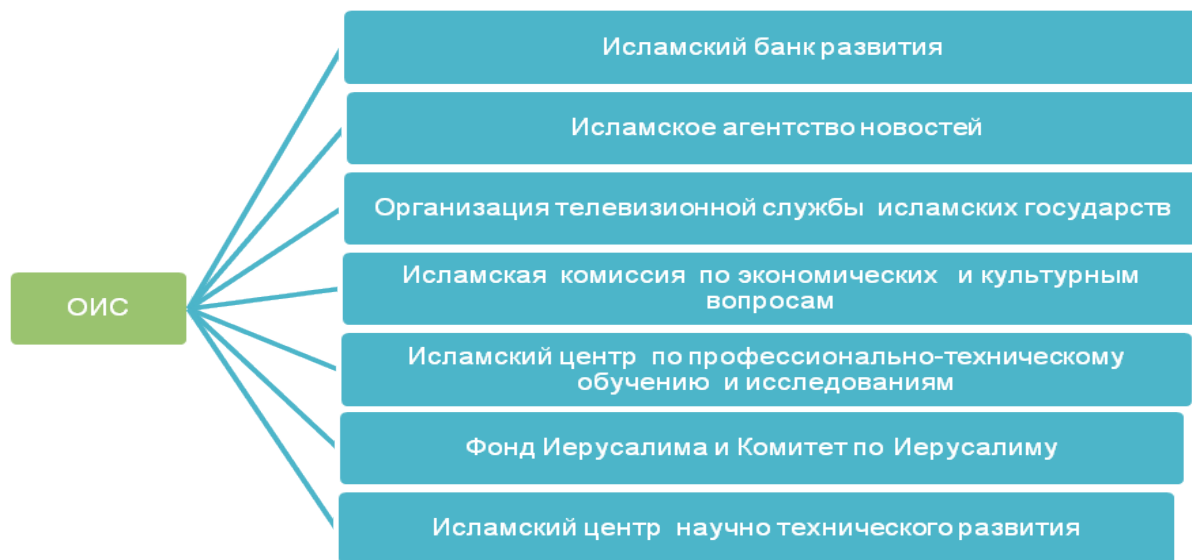 Исламский банк развития
Исламское агентство новостей
Организация телевизионной службы исламских государств
Исламская комиссия по экономических и культурным
вопросам
ОИС
Исламский центр по профессионально-техническому
обучению и исследованиям
Фонд Иерусалима и Комитет по Иерусалиму
Исламский центр научно технического развития